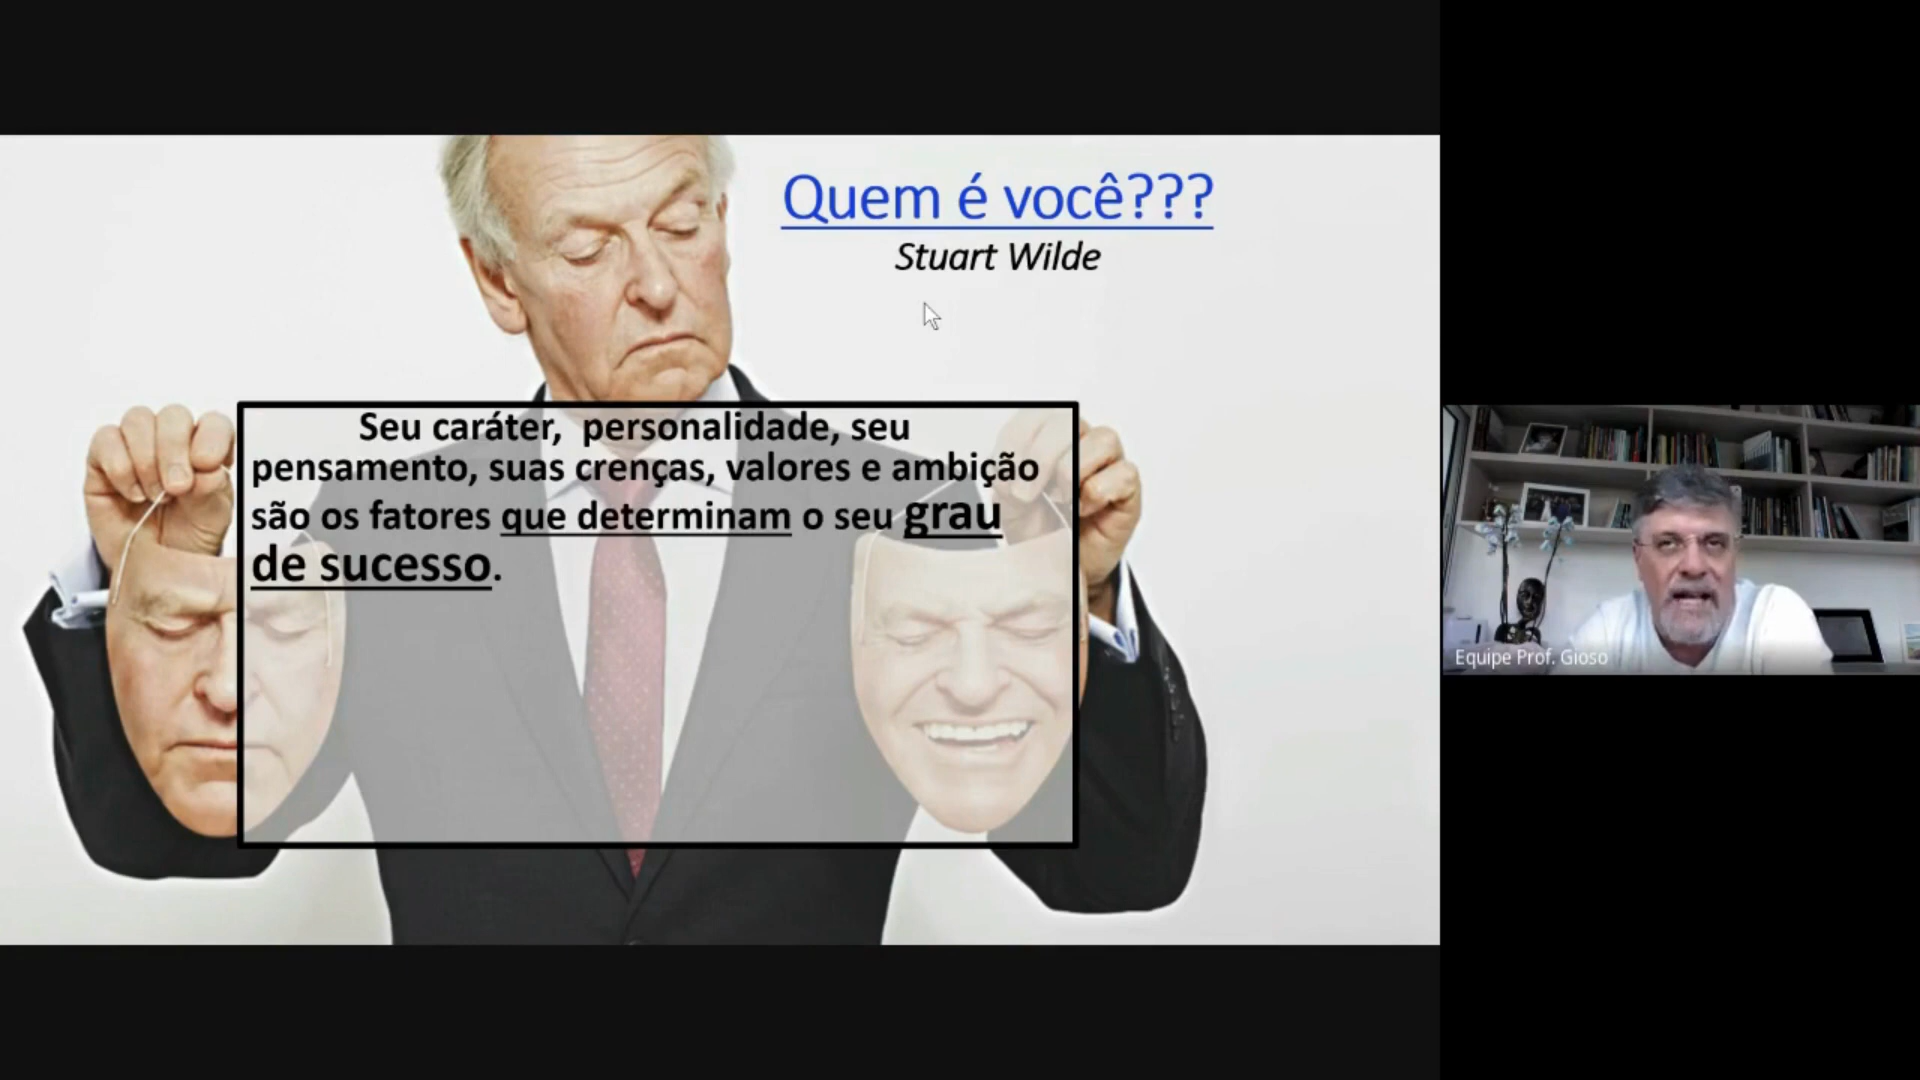 Quem é você???
Stuart Wilde
Seu caráter, personalidade, seu
pensamento, suas crenças, valores e ambição
são os fatores que determinam o seu grau
de sucesso.
Equipe Prof. Gioso